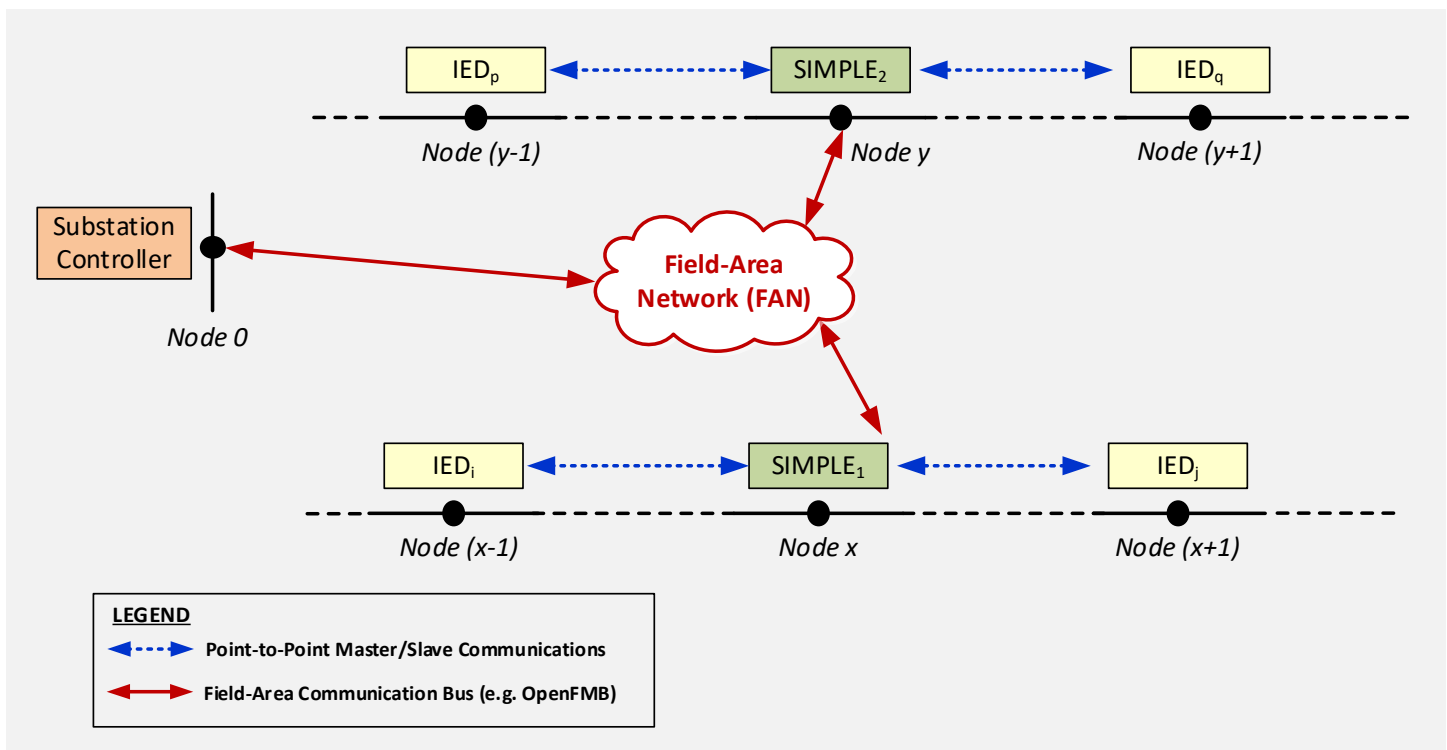 IEDp
SIMPLE2
IEDq
Node (y-1)
Node y
Node (y+1)
Substation
Controller
Node 0
Field-Area
Network (FAN)
IEDi
SIMPLE1
IEDj
Node (x-1)
Node x
Node (x+1)
LEGEND
Point-to-Point Master/Slave Communications
Field-Area Communication Bus (e.g. OpenFMB)